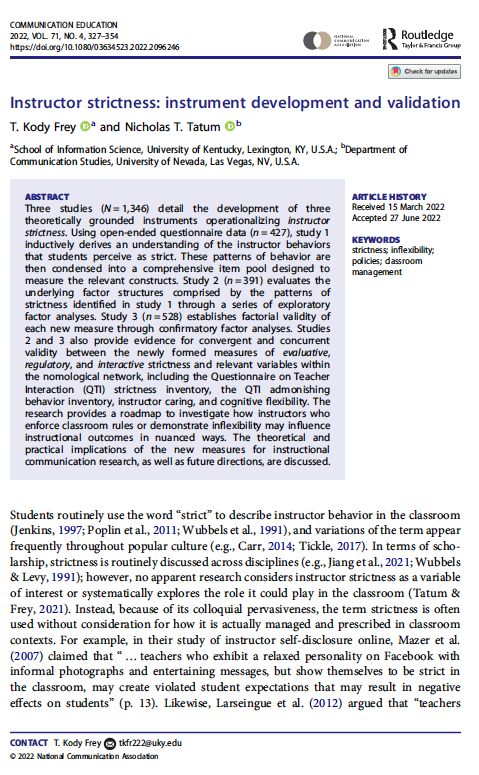 COMMUNICATION EDUCATION
2022, VOL. 71, NO. 4, 327–354
https://doi.org/10.1080/03634523.2022.2096246
NATIONAL
COMMUNICATION
ASSOCIATION
Routledge
Taylor & Francis Group
Check for updates
Instructor strictness: instrument development and validation
T. Kody Frey iD a and Nicholas T. Tatum iD b
aSchool of Information Science, University of Kentucky, Lexington, KY, U.S.A.; bDepartment of
Communication Studies, University of Nevada, Las Vegas, NV, U.S.A.
ABSTRACT
Three studies (N = 1,346) detail the development of three
theoretically grounded instruments operationalizing instructor
strictness. Using open-ended questionnaire data (n = 427), study 1
inductively derives an understanding of the instructor behaviors
that students perceive as strict. These patterns of behavior are
then condensed into a comprehensive item pool designed to
measure the relevant constructs. Study 2 (n = 391) evaluates the
underlying factor structures comprised by the patterns of
strictness identified in study 1 through a series of exploratory
factor analyses. Study 3 (n = 528) establishes factorial validity of
each new measure through confirmatory factor analyses. Studies
2 and 3 also provide evidence for convergent and concurrent
validity between the newly formed measures of evaluative,
regulatory, and interactive strictness and relevant variables within
the nomological network, including the Questionnaire on Teacher
Interaction (QTI) strictness inventory, the QTI admonishing
behavior inventory, instructor caring, and cognitive flexibility. The
research provides a roadmap to investigate how instructors who
enforce classroom rules or demonstrate inflexibility may influence
instructional outcomes in nuanced ways. The theoretical and
practical implications of the new measures for instructional
communication research, as well as future directions, are discussed.
ARTICLE HISTORY
Received 15 March 2022
Accepted 27 June 2022
KEYWORDS
strictness; inflexibility;
policies; classroom
management
Students routinely use the word “strict” to describe instructor behavior in the classroom
(Jenkins, 1997; Poplin et al., 2011; Wubbels et al., 1991), and variations of the term appear
frequently throughout popular culture (e.g., Carr, 2014; Tickle, 2017). In terms of scho-
larship, strictness is routinely discussed across disciplines (e.g., Jiang et al., 2021; Wubbels
& Levy, 1991); however, no apparent research considers instructor strictness as a variable
of interest or systematically explores the role it could play in the classroom (Tatum &
Frey, 2021). Instead, because of its colloquial pervasiveness, the term strictness is often
used without consideration for how it is actually managed and prescribed in classroom
contexts. For example, in their study of instructor self-disclosure online, Mazer et al.
(2007) claimed that “ … teachers who exhibit a relaxed personality on Facebook with
informal photographs and entertaining messages, but show themselves to be strict in
the classroom, may create violated student expectations that may result in negative
effects on students” (p. 13). Likewise, Larseingue et al. (2012) argued that “teachers
CONTACT T. Kody Frey tkfr222@uky.edu
© 2022 National Communication Association